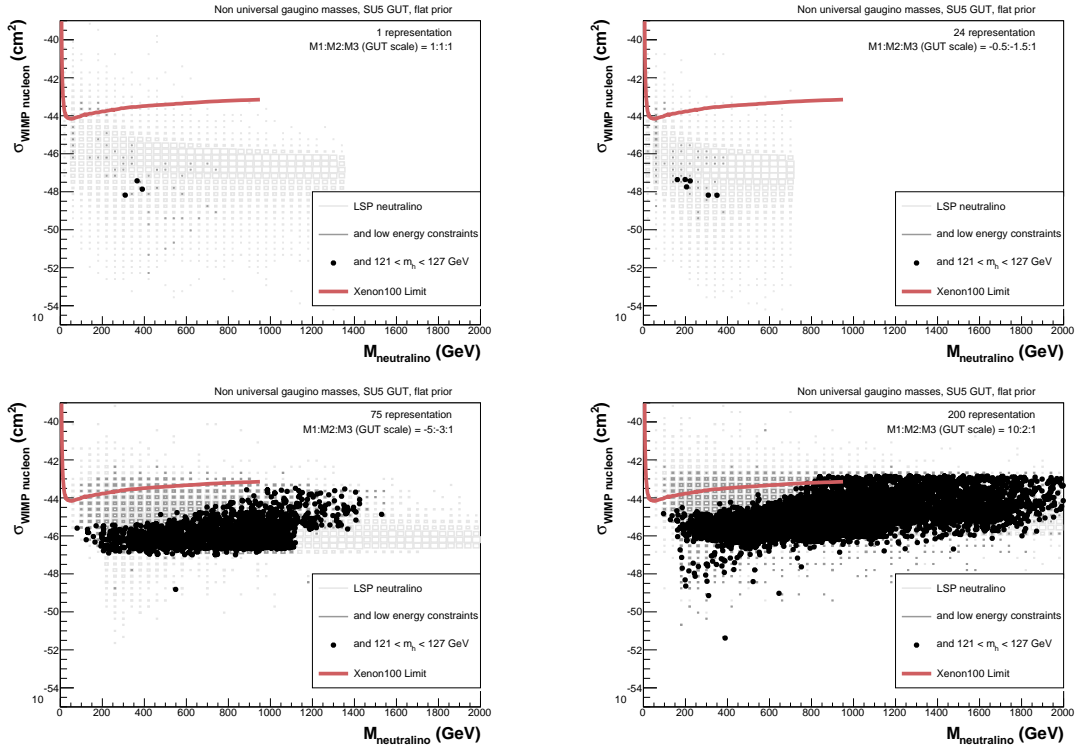 Non universal gaugino masses, SU5 GUT, flat prior
1 representation
M1:M2:M3 (GUT scale) = 1:1:1
σWIMP nucleon (cm²)
-40
-42
-44
-46
-48
-50
-52
-54
10
LSP neutralino
and low energy constraints
and 121 < m_h < 127 GeV
Xenon100 Limit
0 200 400 600 800 1000 1200 1400 1600 1800 2000
Mneutralino (GeV)
Non universal gaugino masses, SU5 GUT, flat prior
24 representation
M1:M2:M3 (GUT scale) = -0.5:-1.5:1
σWIMP nucleon (cm²)
-40
-42
-44
-46
-48
-50
-52
-54
10
LSP neutralino
and low energy constraints
and 121 < m_h < 127 GeV
Xenon100 Limit
0 200 400 600 800 1000 1200 1400 1600 1800 2000
Mneutralino (GeV)
Non universal gaugino masses, SU5 GUT, flat prior
75 representation
M1:M2:M3 (GUT scale) = -5:-3:1
σWIMP nucleon (cm²)
-40
-42
-44
-46
-48
-50
-52
-54
10
LSP neutralino
and low energy constraints
and 121 < m_h < 127 GeV
Xenon100 Limit
0 200 400 600 800 1000 1200 1400 1600 1800 2000
Mneutralino (GeV)
Non universal gaugino masses, SU5 GUT, flat prior
200 representation
M1:M2:M3 (GUT scale) = 10:2:1
σWIMP nucleon (cm²)
-40
-42
-44
-46
-48
-50
-52
-54
10
LSP neutralino
and low energy constraints
and 121 < m_h < 127 GeV
Xenon100 Limit
0 200 400 600 800 1000 1200 1400 1600 1800 2000
Mneutralino (GeV)